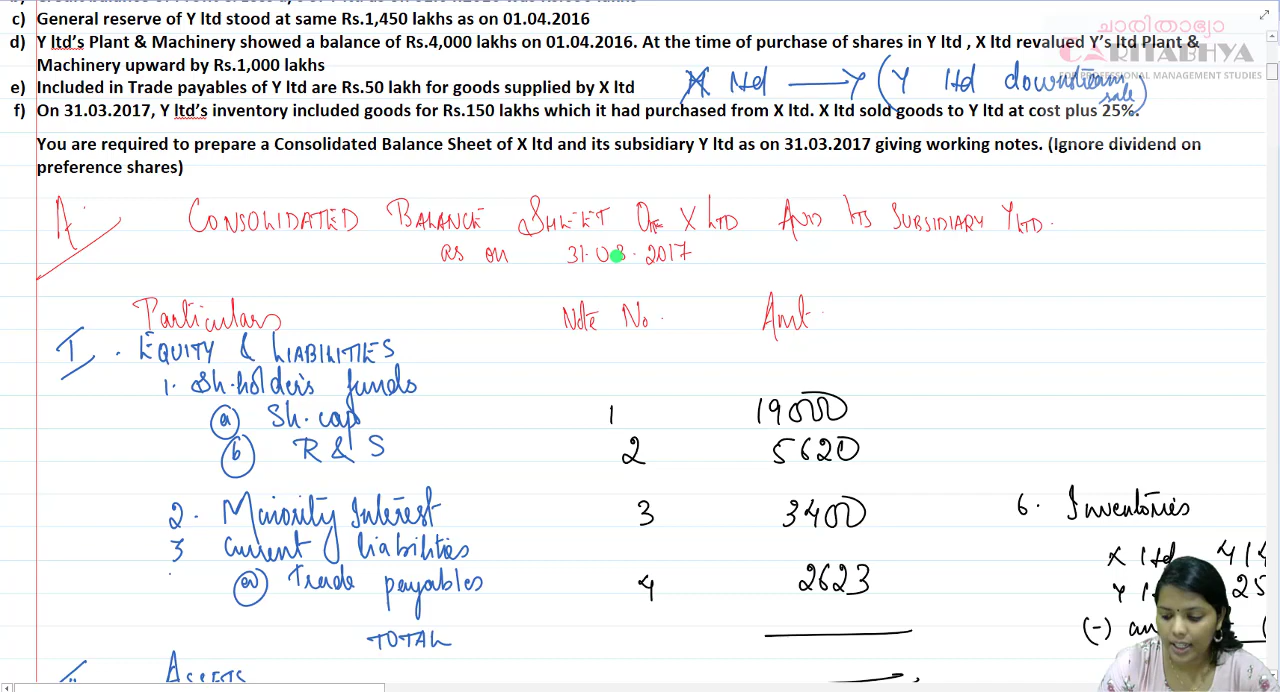 c) General reserve of Y ltd stood at same Rs.1,450 lakhs as on 01.04.2016
d) Y ltd's Plant & Machinery showed a balance of Rs.4,000 lakhs on 01.04.2016. At the time of purchase of shares in Y ltd , X ltd revalued Y's ltd Plant &
Machinery upward by Rs.1,000 lakhs
ചാരിതാഭ്യാ
CARITABHYA
FOR PROFESSIONAL MANAGEMENT STUDIES
e) Included in Trade payables of Y ltd are Rs.50 lakh for goods supplied by X ltd
X ltd → Y (Y ltd downstream sale)
f) On 31.03.2017, Y ltd's inventory included goods for Rs.150 lakhs which it had purchased from X ltd. X ltd sold goods to Y ltd at cost plus 25%.
You are required to prepare a Consolidated Balance Sheet of X ltd and its subsidiary Y ltd as on 31.03.2017 giving working notes. (Ignore dividend on
preference shares)
A. CONSOLIDATED BALANCE SHEET OF X LTD AND ITS SUBSIDIARY Y LTD.
as on 31.03.2017
Particulars Note No. Amt.
I. EQUITY & LIABILITIES
1. Sh.holder's funds
(a) Sh.cap 1 19000
(b) R & S 2 5620
2. Minority Interest 3 3400
6. Inventories
3 Current liabilities
X ltd 414
(a) Trade payables 4 2623
25
(-)
TOTAL
II. ASSETS